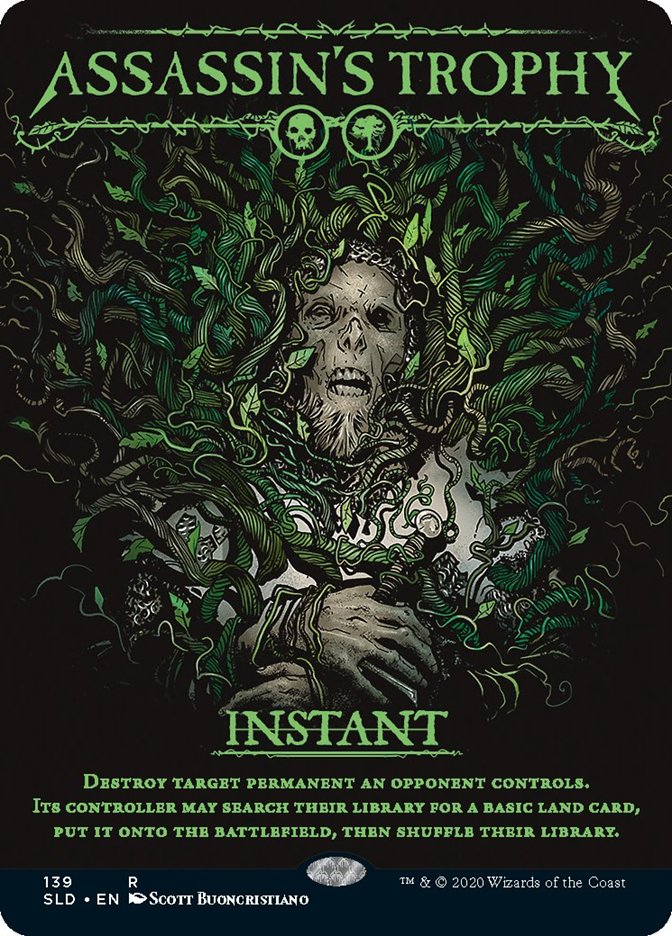 ASSASSIN'S TROPHY
INSTANT
DESTROY TARGET PERMANENT AN OPPONENT CONTROLS.
ITS CONTROLLER MAY SEARCH THEIR LIBRARY FOR A BASIC LAND CARD,
PUT IT ONTO THE BATTLEFIELD, THEN SHUFFLE THEIR LIBRARY.
139 R
SLD • EN SCOTT BUONCRISTIANO
™ & © 2020 Wizards of the Coast